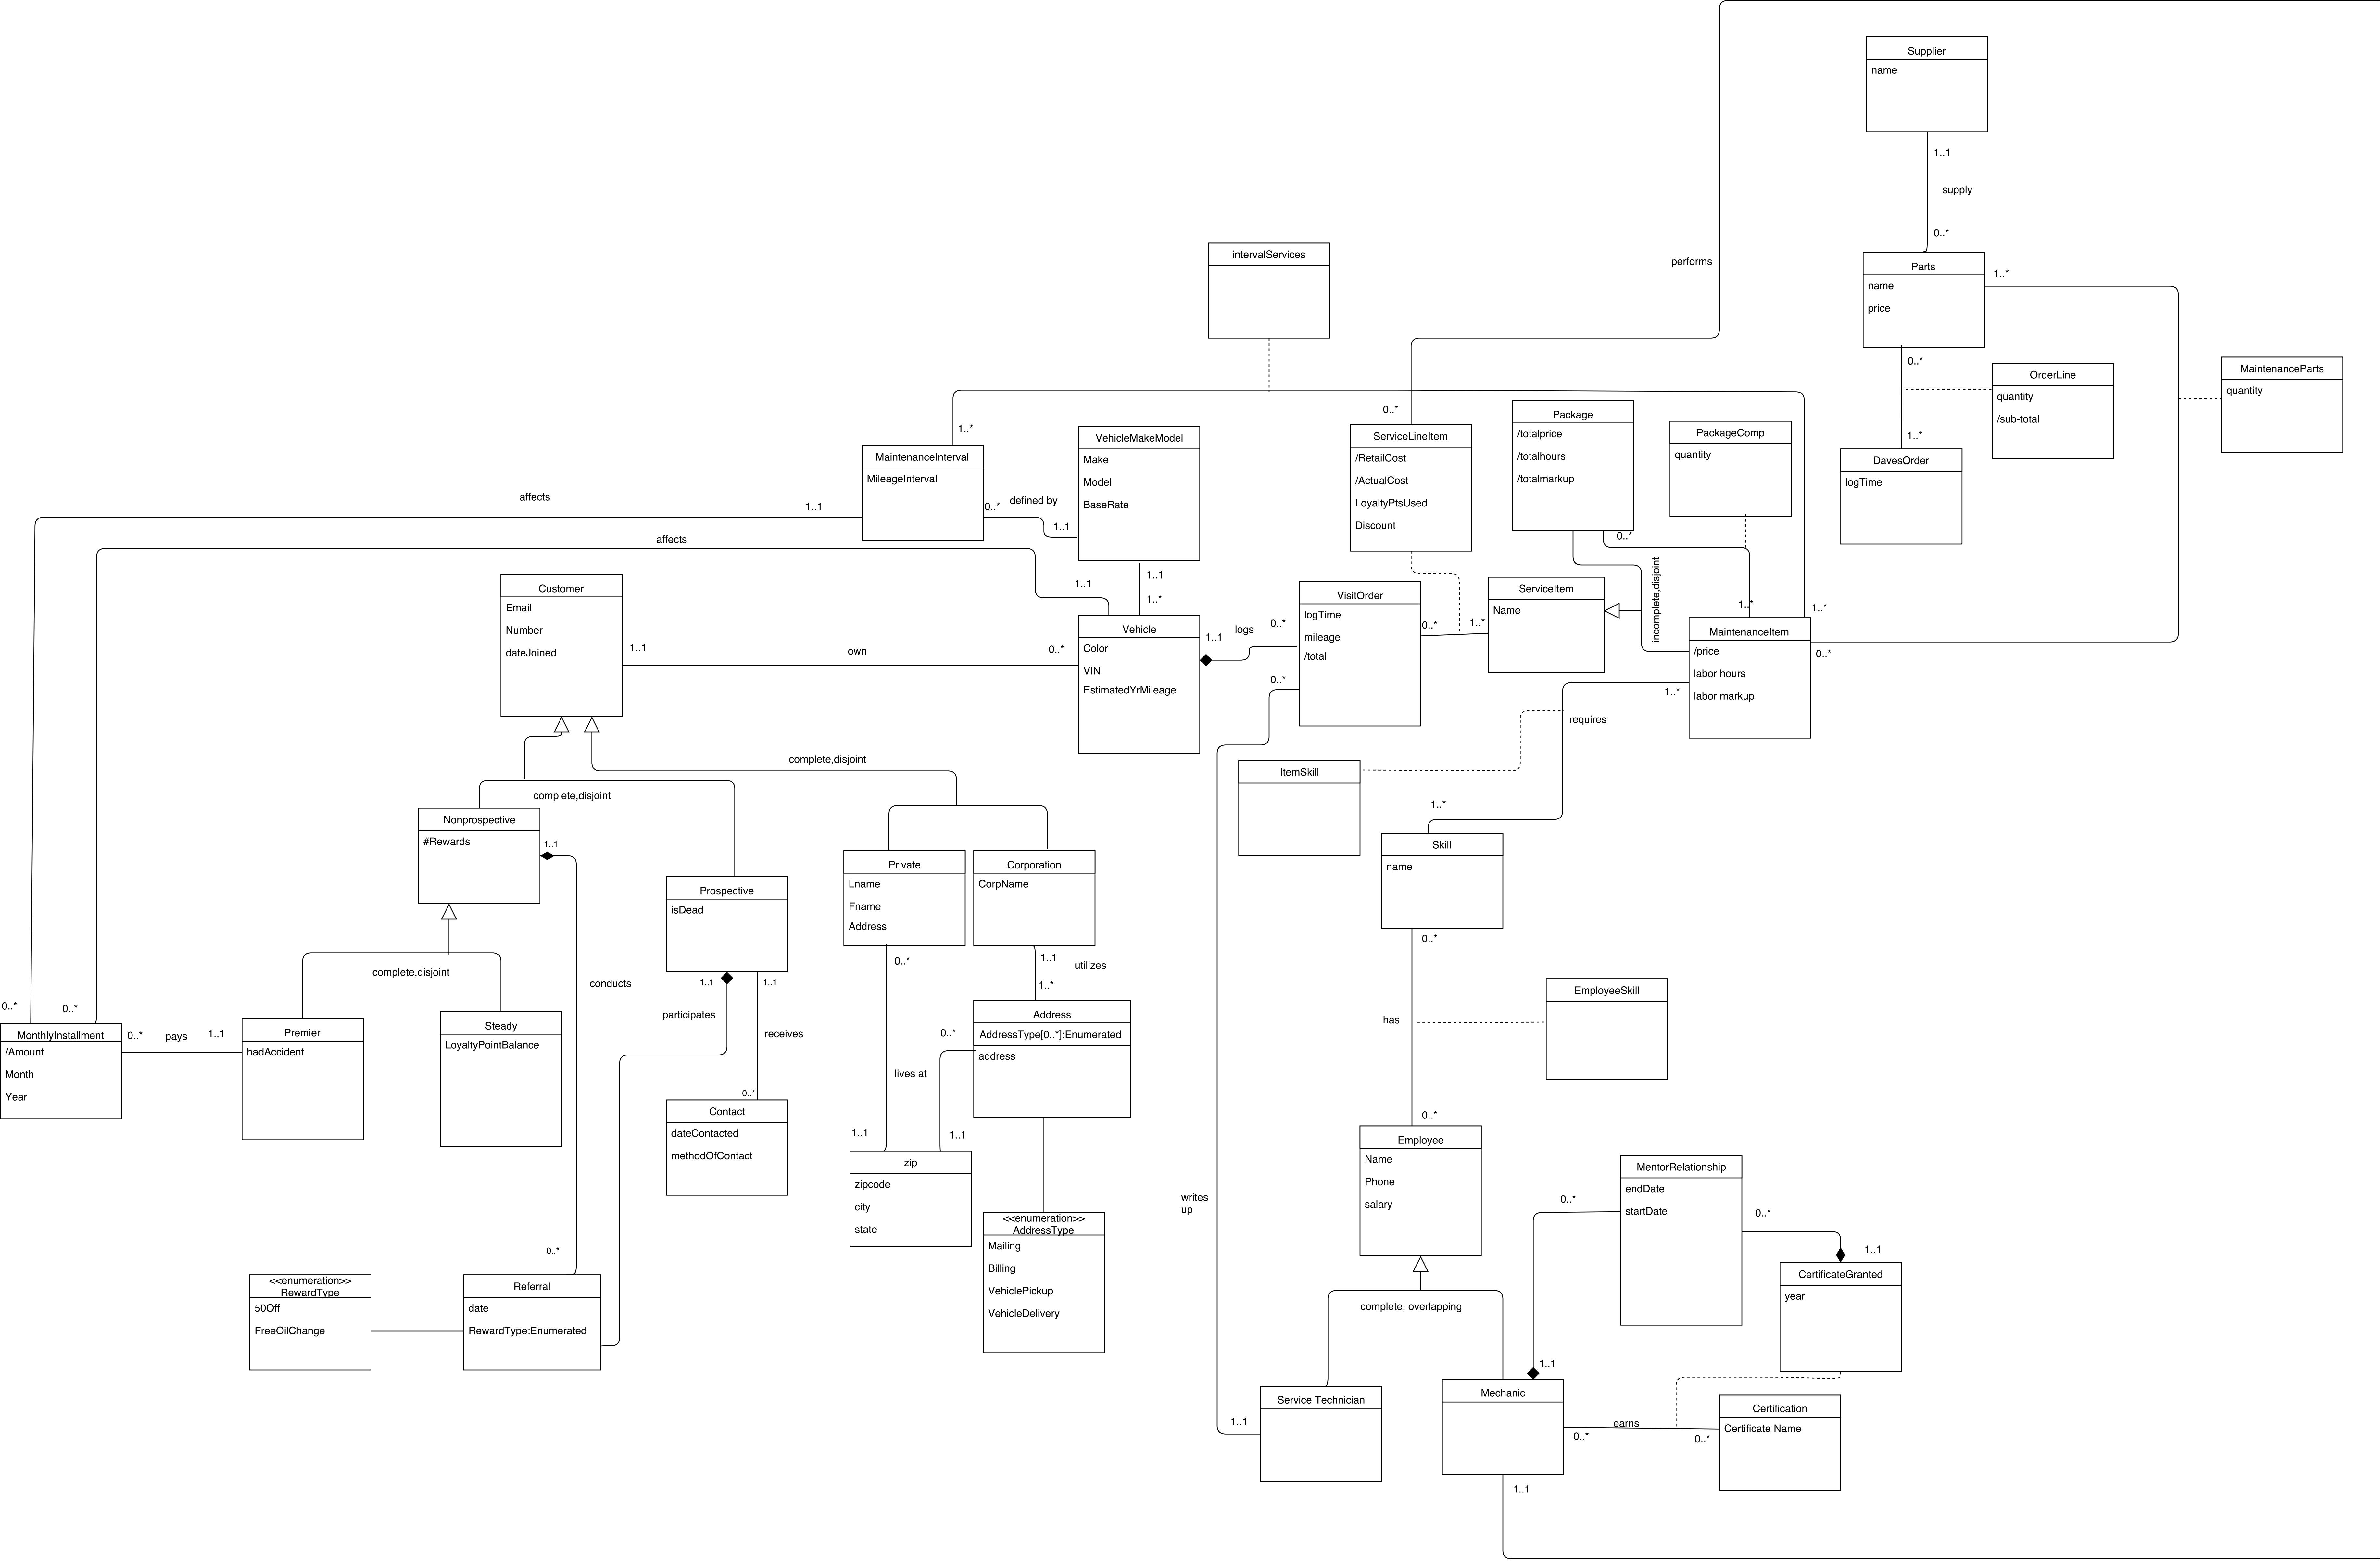 Supplier
name
1..1
supply
0..*
performs
intervalServices
Parts
name
price
1..*
0..*
1..*
OrderLine
quantity
/sub-total
MaintenanceParts
quantity
DavesOrder
logTime
1..*
MaintenanceInterval
MileageInterval
VehicleMakeModel
Make
Model
BaseRate
0..*
ServiceLineItem
/RetailCost
/ActualCost
LoyaltyPtsUsed
Discount
Package
/totalprice
/totalhours
/totalmarkup
PackageComp
quantity
affects
1..1
0..*
defined by
1..1
affects
1..1
1..1
1..*
0..*
incomplete,disjoint
1..*
1..*
Customer
Email
Number
dateJoined
1..1
own
0..*
Vehicle
Color
VIN
EstimatedYrMileage
1..1
logs
0..*
0..*
VisitOrder
logTime
mileage
/total
0..*
1..*
ServiceItem
Name
MaintenanceItem
/price
labor hours
labor markup
0..*
1..*
requires
ItemSkill
1..*
complete,disjoint
complete,disjoint
Nonprospective
#Rewards
1..1
Prospective
isDead
Private
Lname
Fname
Address
Corporation
CorpName
Skill
name
0..*
complete,disjoint
conducts
1..1
1..1
participates
receives
0..*
0..*
1..1
utilizes
1..*
has
EmployeeSkill
0..*
0..*
0..*
MonthlyInstallment
/Amount
Month
Year
0..*
pays
1..1
Premier
hadAccident
Steady
LoyaltyPointBalance
Contact
dateContacted
methodOfContact
0..*
Address
AddressType[0..*]:Enumerated
address
lives at
1..1
1..1
zip
zipcode
city
state
<<enumeration>>
AddressType
Mailing
Billing
VehiclePickup
VehicleDelivery
0..*
<<enumeration>>
RewardType
50Off
FreeOilChange
Referral
date
RewardType:Enumerated
writes
up
Employee
Name
Phone
salary
complete, overlapping
0..*
MentorRelationship
endDate
startDate
0..*
1..1
CertificateGranted
year
1..1
1..1
Service Technician
Mechanic
earns
0..*
0..*
Certification
Certificate Name
1..1